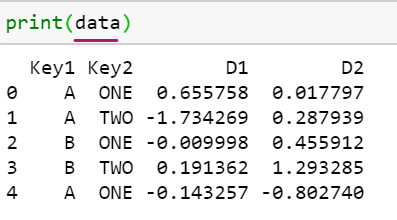 print(data)
Key1 Key2 D1 D2
0 A ONE 0.655758 0.017797
1 A TWO -1.734269 0.287939
2 B ONE -0.009998 0.455912
3 B TWO 0.191362 1.293285
4 A ONE -0.143257 -0.802740